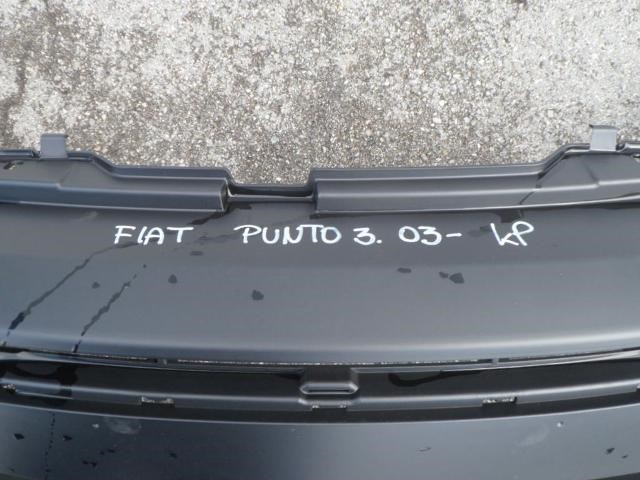 FIAT PUNTO 3. 03- KP